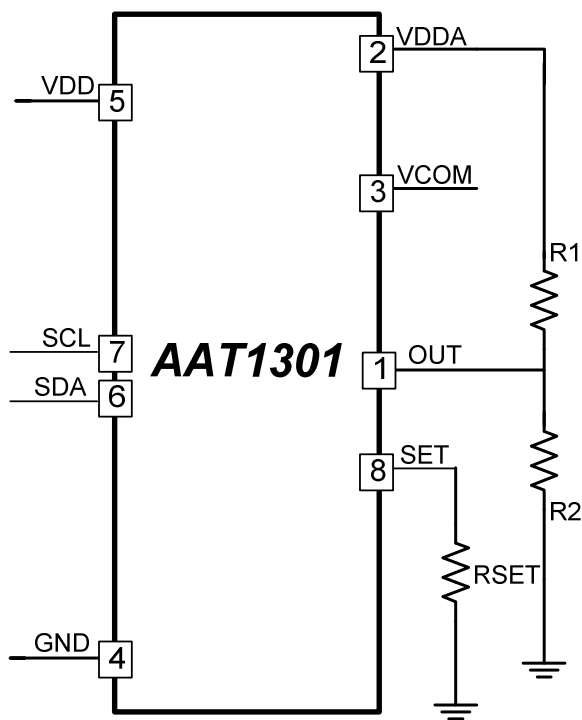 VDDA
2
VDD
5
VCOM
3
R1
SCL
7
AAT1301
OUT
1
SDA
6
SET
8
R2
RSET
GND
4